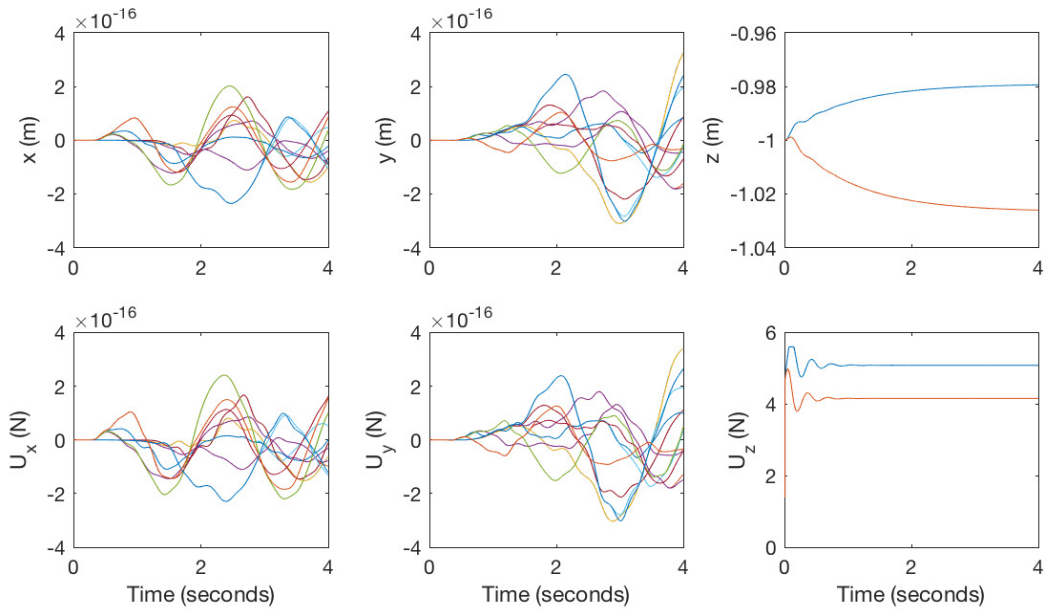 ×10⁻¹⁶
4
2
0
-2
-4
x (m)
0 2 4
×10⁻¹⁶
4
2
0
-2
-4
y (m)
0 2 4
-0.96
-0.98
-1
-1.02
-1.04
z (m)
0 2 4
×10⁻¹⁶
4
2
0
-2
-4
Uₓ (N)
0 2 4
Time (seconds)
×10⁻¹⁶
4
2
0
-2
-4
U_y (N)
0 2 4
Time (seconds)
6
4
2
0
U_z (N)
0 2 4
Time (seconds)